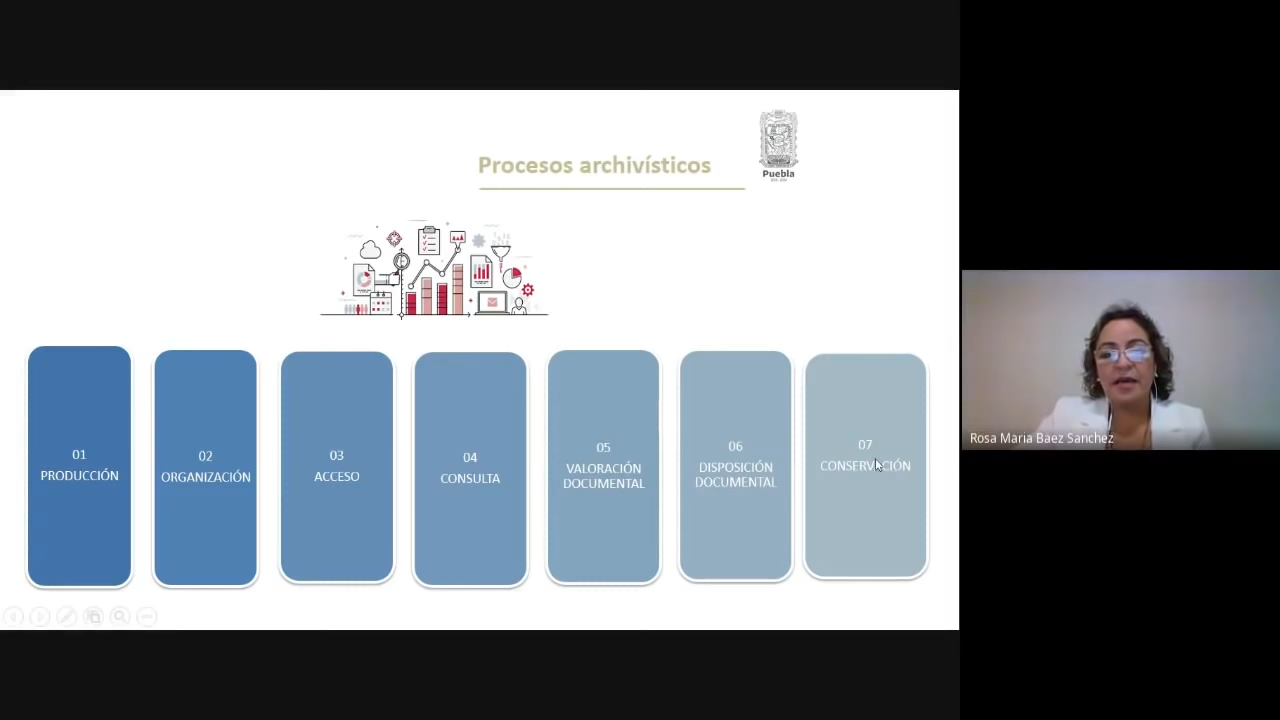 Procesos archivísticos
Puebla
01
PRODUCCIÓN
02
ORGANIZACIÓN
03
ACCESO
04
CONSULTA
05
VALORACIÓN
DOCUMENTAL
06
DISPOSICIÓN
DOCUMENTAL
07
CONSERVACIÓN
Rosa Maria Baez Sanchez